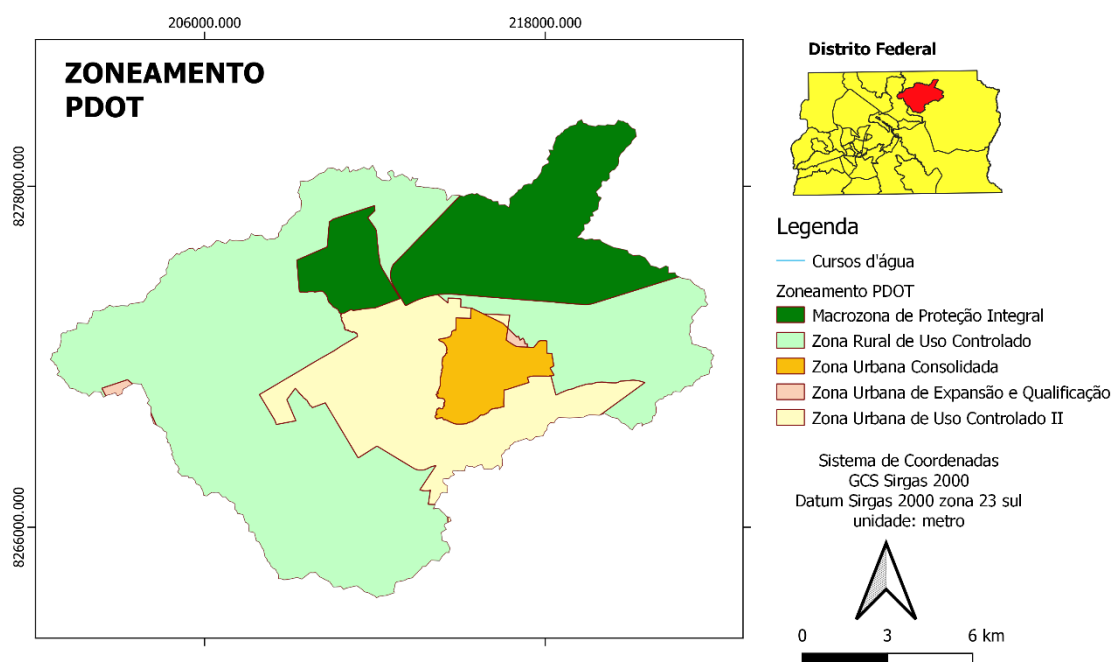 206000.000
218000.000
ZONEAMENTO
PDOT
8278000.000
8266000.000
Distrito Federal
Legenda
Cursos d'água
Zoneamento PDOT
Macrozona de Proteção Integral
Zona Rural de Uso Controlado
Zona Urbana Consolidada
Zona Urbana de Expansão e Qualificação
Zona Urbana de Uso Controlado II
Sistema de Coordenadas
GCS Sirgas 2000
Datum Sirgas 2000 zona 23 sul
unidade: metro
0 3 6 km